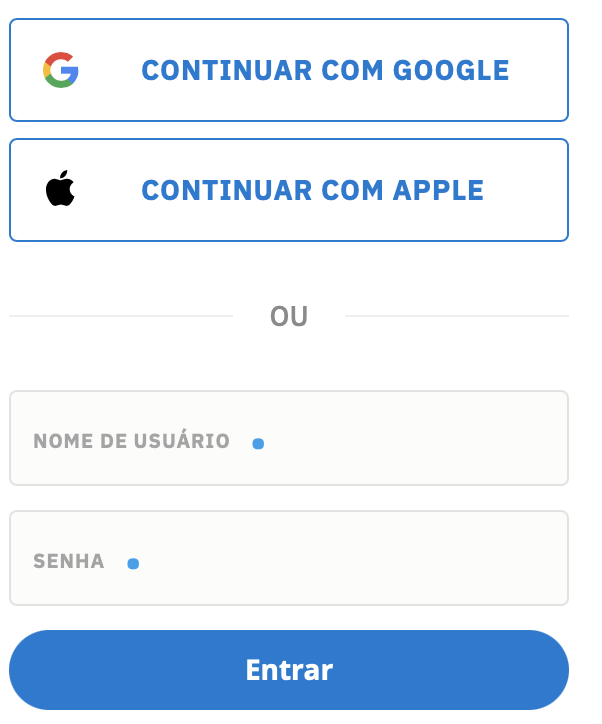 CONTINUAR COM GOOGLE
CONTINUAR COM APPLE
OU
NOME DE USUÁRIO
SENHA
Entrar